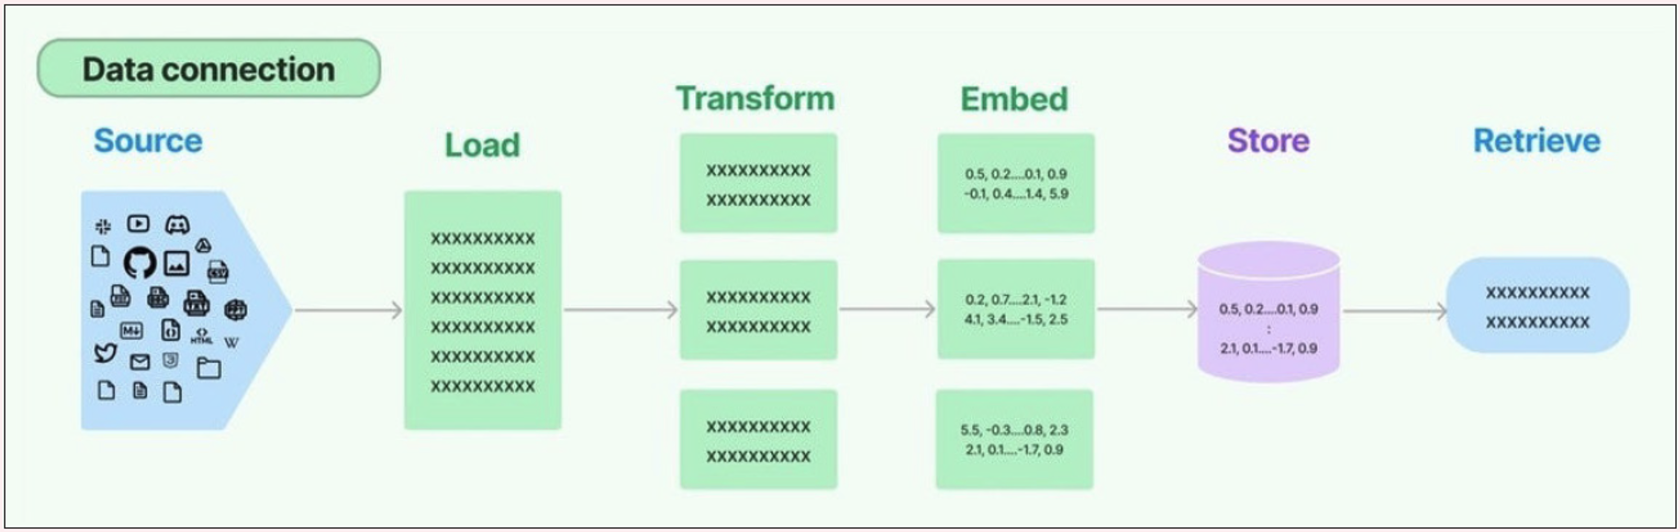 Data connection
Source
Load
Transform
Embed
Store
Retrieve
CSV
TXT
PPT
M↓
HTML
W
XXXXXXXXXX
XXXXXXXXXX
XXXXXXXXXX
XXXXXXXXXX
XXXXXXXXXX
XXXXXXXXXX
XXXXXXXXXX
XXXXXXXXXX
XXXXXXXXXX
XXXXXXXXXX
XXXXXXXXXX
XXXXXXXXXX
0.5, 0.2....0.1, 0.9
-0.1, 0.4....1.4, 5.9
0.2, 0.7....2.1, -1.2
4.1, 3.4....-1.5, 2.5
5.5, -0.3....0.8, 2.3
2.1, 0.1....-1.7, 0.9
0.5, 0.2....0.1, 0.9
:
2.1, 0.1....-1.7, 0.9
XXXXXXXXXX
XXXXXXXXXX